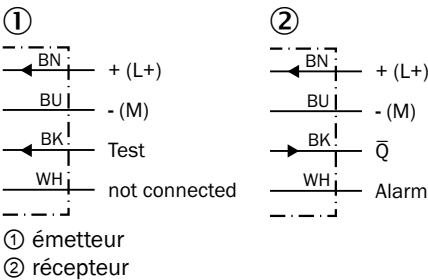 ① ②
BN + (L+) BN + (L+)
BU - (M) BU - (M)
BK Test BK Q̅
WH not connected WH Alarm
① émetteur
② récepteur